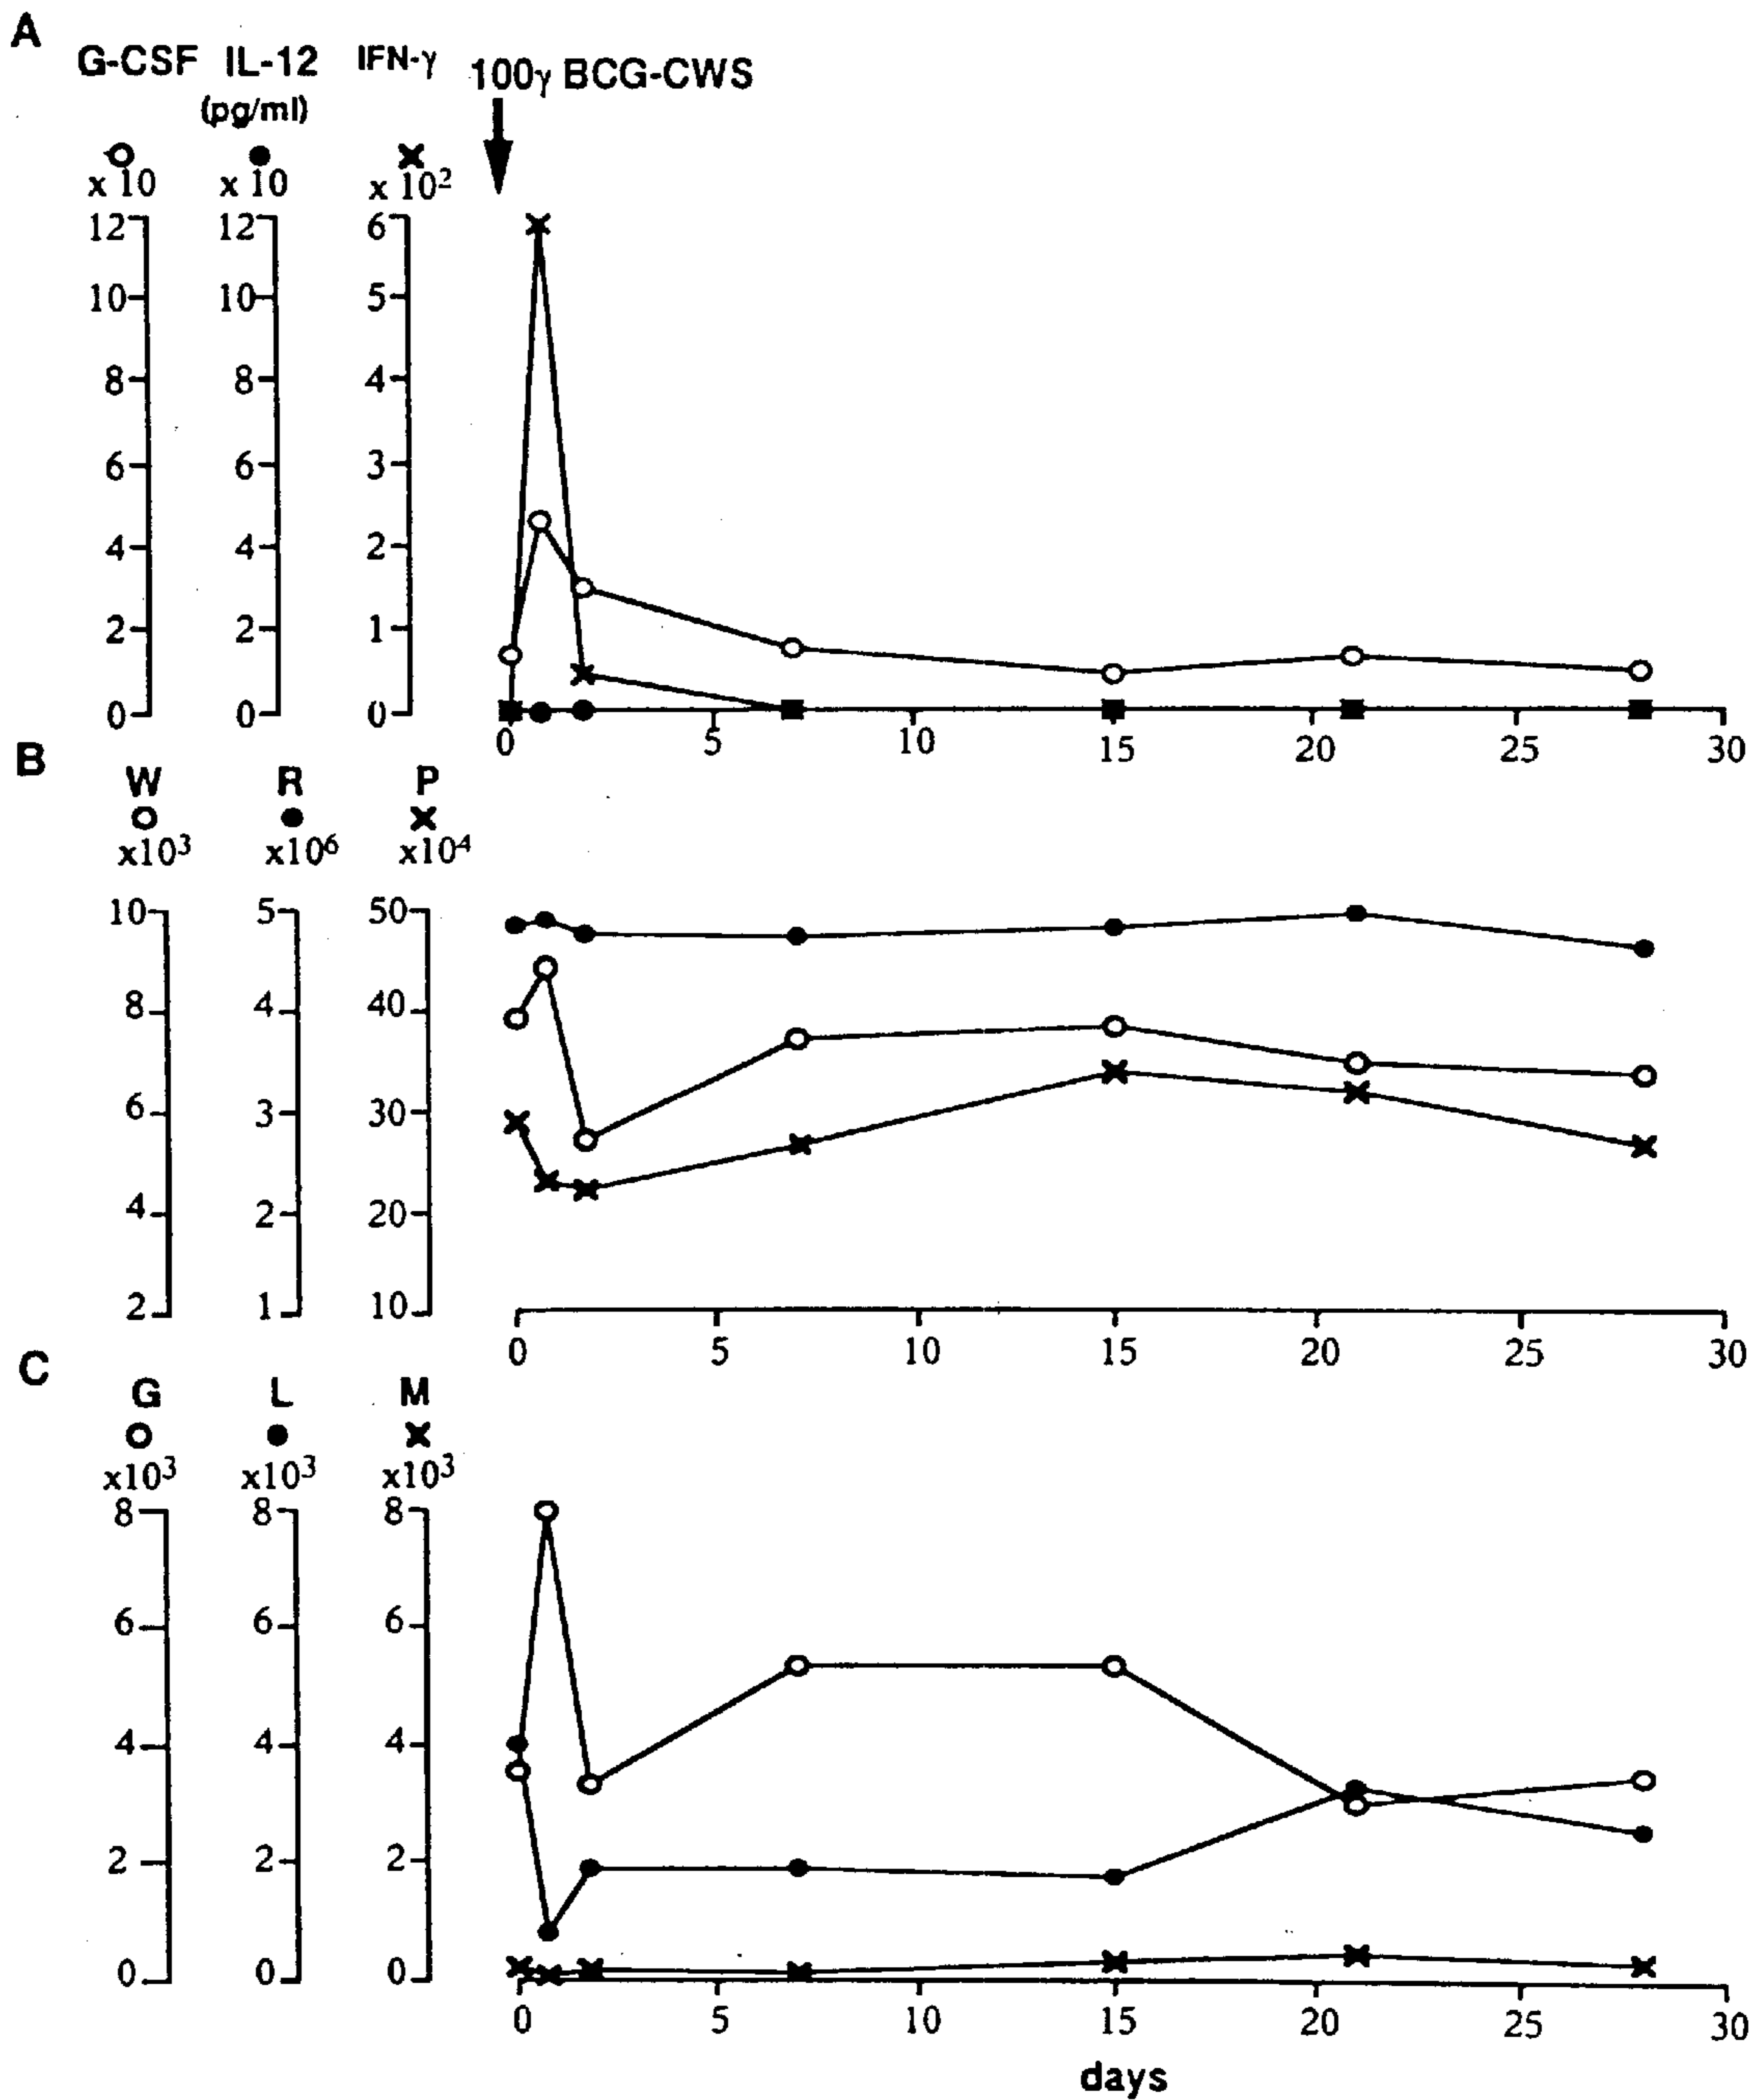 A
G-CSF IL-12 IFN-γ 100γ BCG-CWS
(pg/ml)
x 10 x 10 x 10²
12 12 6
10 10 5
8 8 4
6 6 3
4 4 2
2 2 1
0 0 0
0 5 10 15 20 25 30
B
W R P
x10³ x10⁶ x10⁴
10 5 50
8 4 40
6 3 30
4 2 20
2 1 10
0 5 10 15 20 25 30
C
G L M
x10³ x10³ x10³
8 8 8
6 6 6
4 4 4
2 2 2
0 0 0
0 5 10 15 20 25 30
days